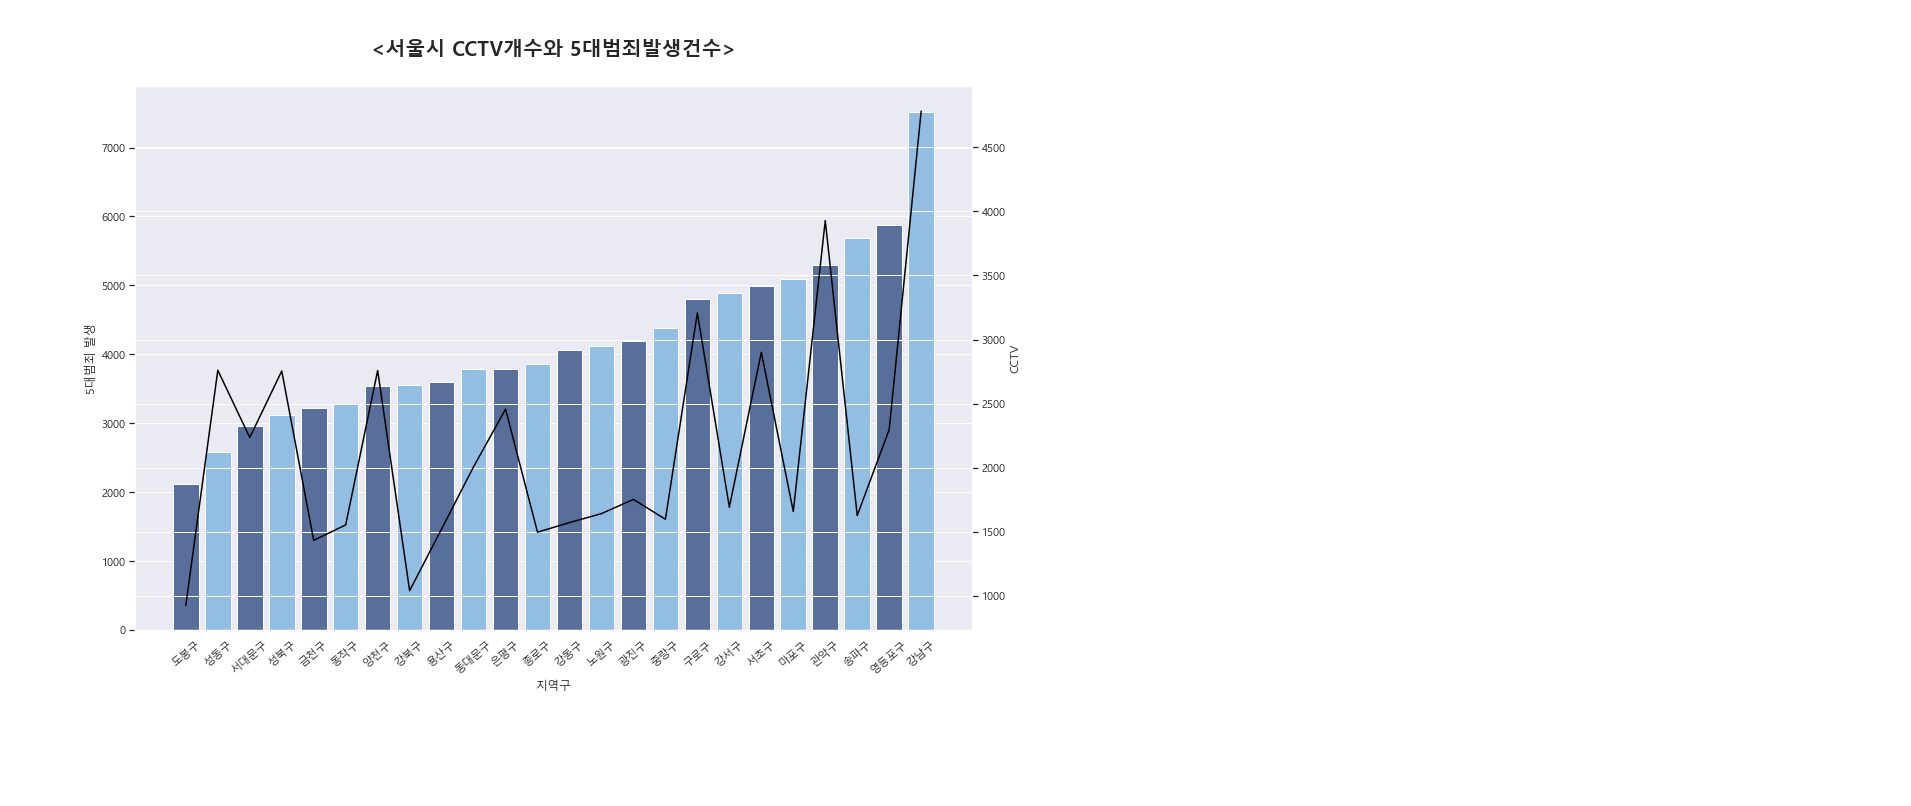 <서울시 CCTV개수와 5대범죄발생건수>
7000
6000
5000
4000
3000
2000
1000
0
5대범죄 발생
4500
4000
3500
3000
2500
2000
1500
1000
CCTV
도봉구
성동구
서대문구
성북구
금천구
동작구
양천구
강북구
용산구
동대문구
은평구
종로구
강동구
노원구
광진구
중랑구
구로구
강서구
서초구
마포구
관악구
송파구
영등포구
강남구
지역구